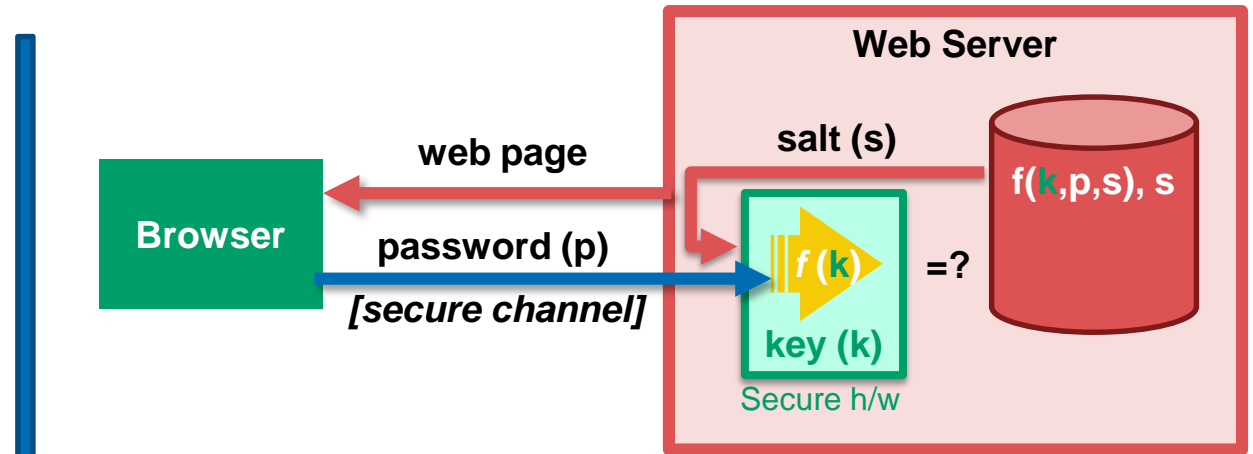 Web Server
web page
salt (s)
f(k,p,s), s
Browser
password (p)
f (k)
=?
[secure channel]
key (k)
Secure h/w